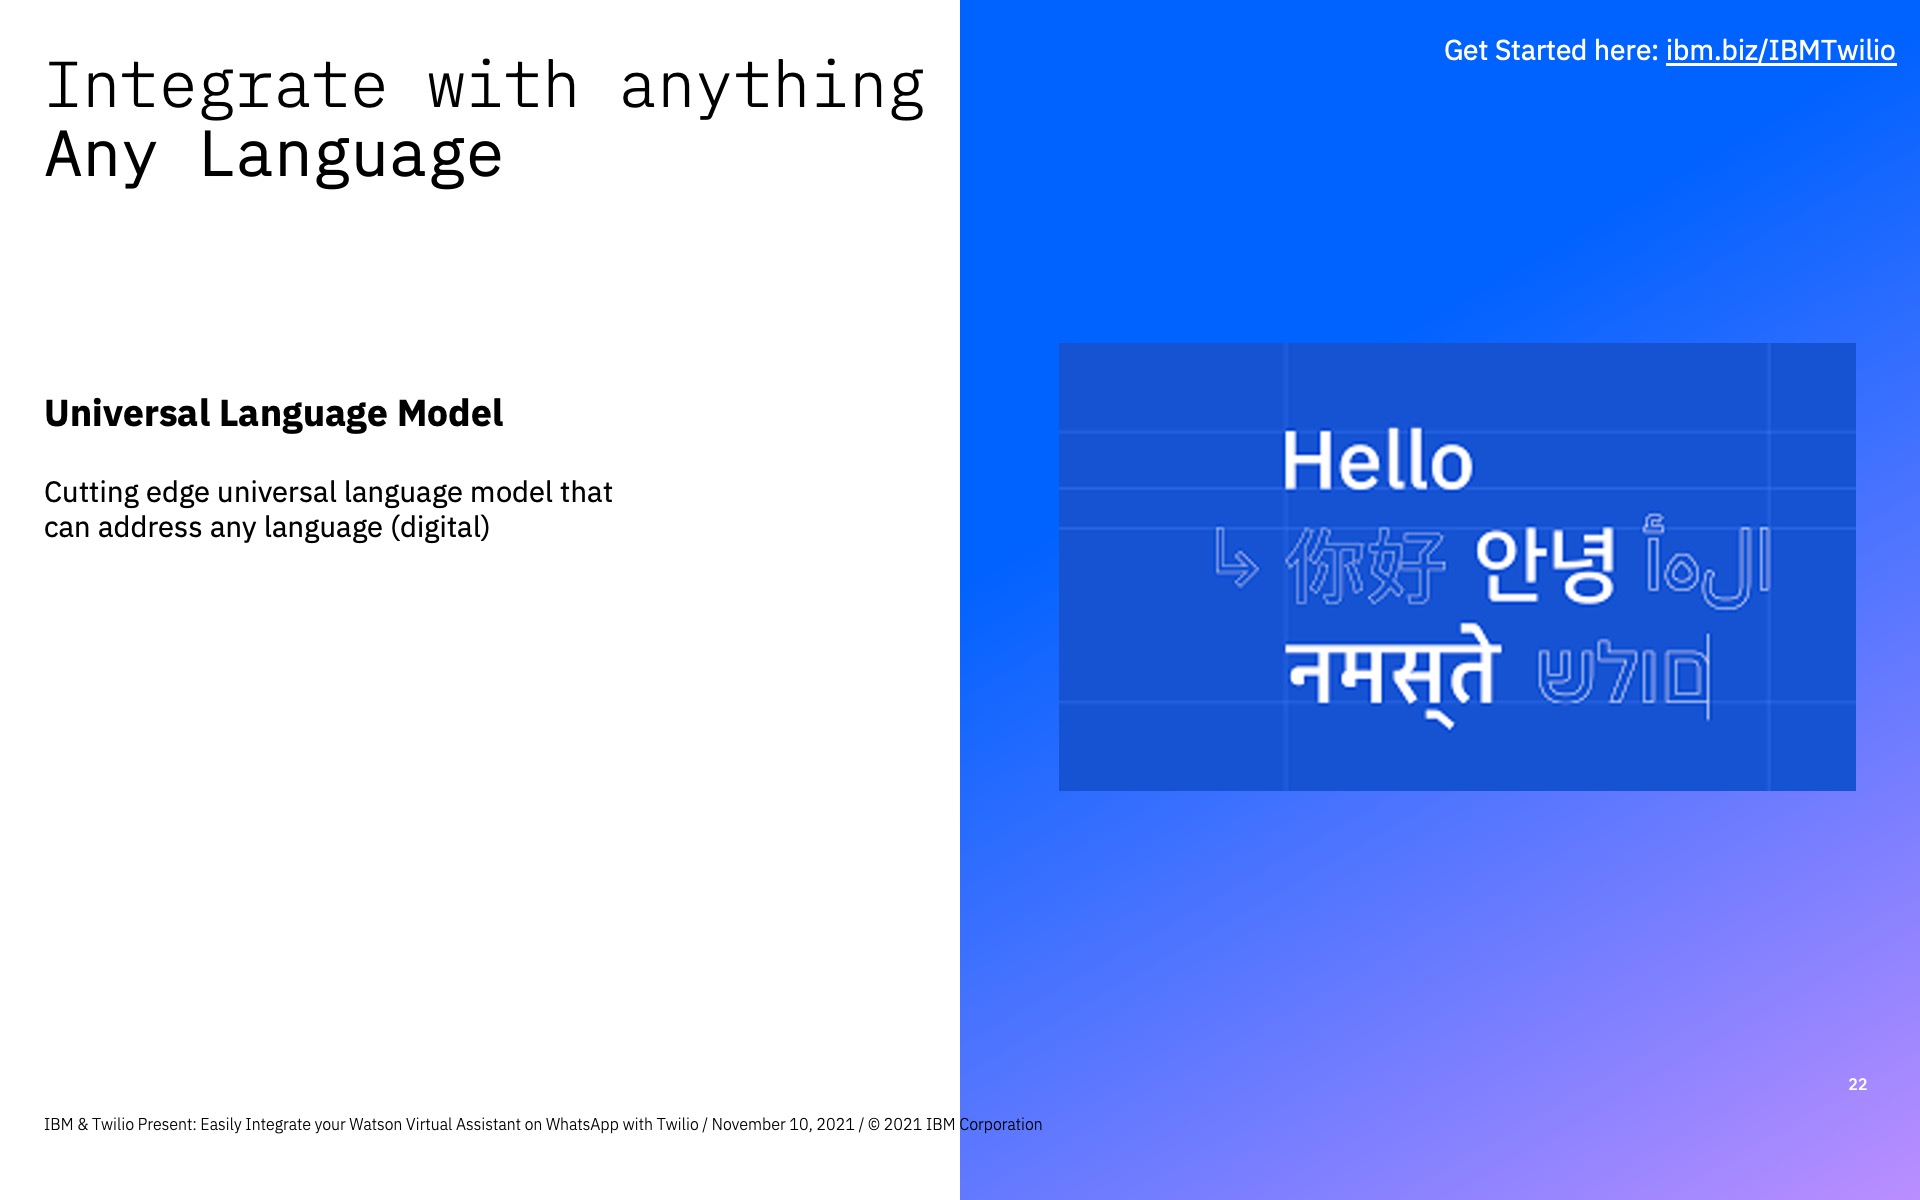 Get Started here: ibm.biz/IBMTwilio
Integrate with anything
Any Language
Universal Language Model
Cutting edge universal language model that
can address any language (digital)
Hello
↳ 你好 안녕 أهلا
नमस्ते שלום
22
IBM & Twilio Present: Easily Integrate your Watson Virtual Assistant on WhatsApp with Twilio / November 10, 2021 / © 2021 IBM Corporation